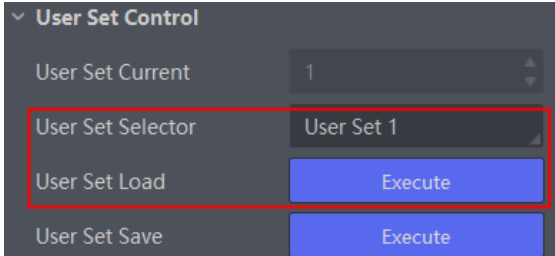 User Set Control
User Set Current 1
User Set Selector User Set 1
User Set Load Execute
User Set Save Execute